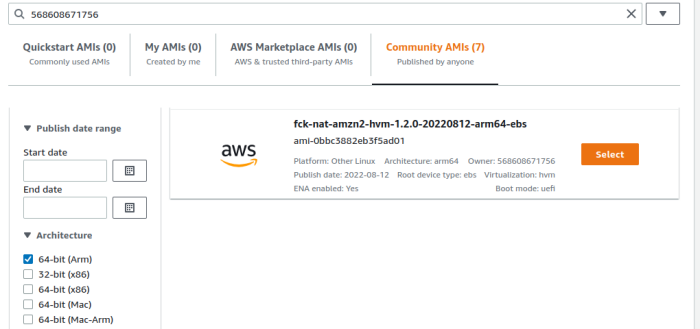 568608671756
Quickstart AMIs (0)
Commonly used AMIs
My AMIs (0)
Created by me
AWS Marketplace AMIs (0)
AWS & trusted third-party AMIs
Community AMIs (7)
Published by anyone
Publish date range
Start date
End date
Architecture
64-bit (Arm)
32-bit (x86)
64-bit (x86)
64-bit (Mac)
64-bit (Mac-Arm)
aws
fck-nat-amzn2-hvm-1.2.0-20220812-arm64-ebs
ami-0bbc3882eb3f5ad01
Platform: Other Linux Architecture: arm64 Owner: 568608671756
Publish date: 2022-08-12 Root device type: ebs Virtualization: hvm
ENA enabled: Yes Boot mode: uefi
Select